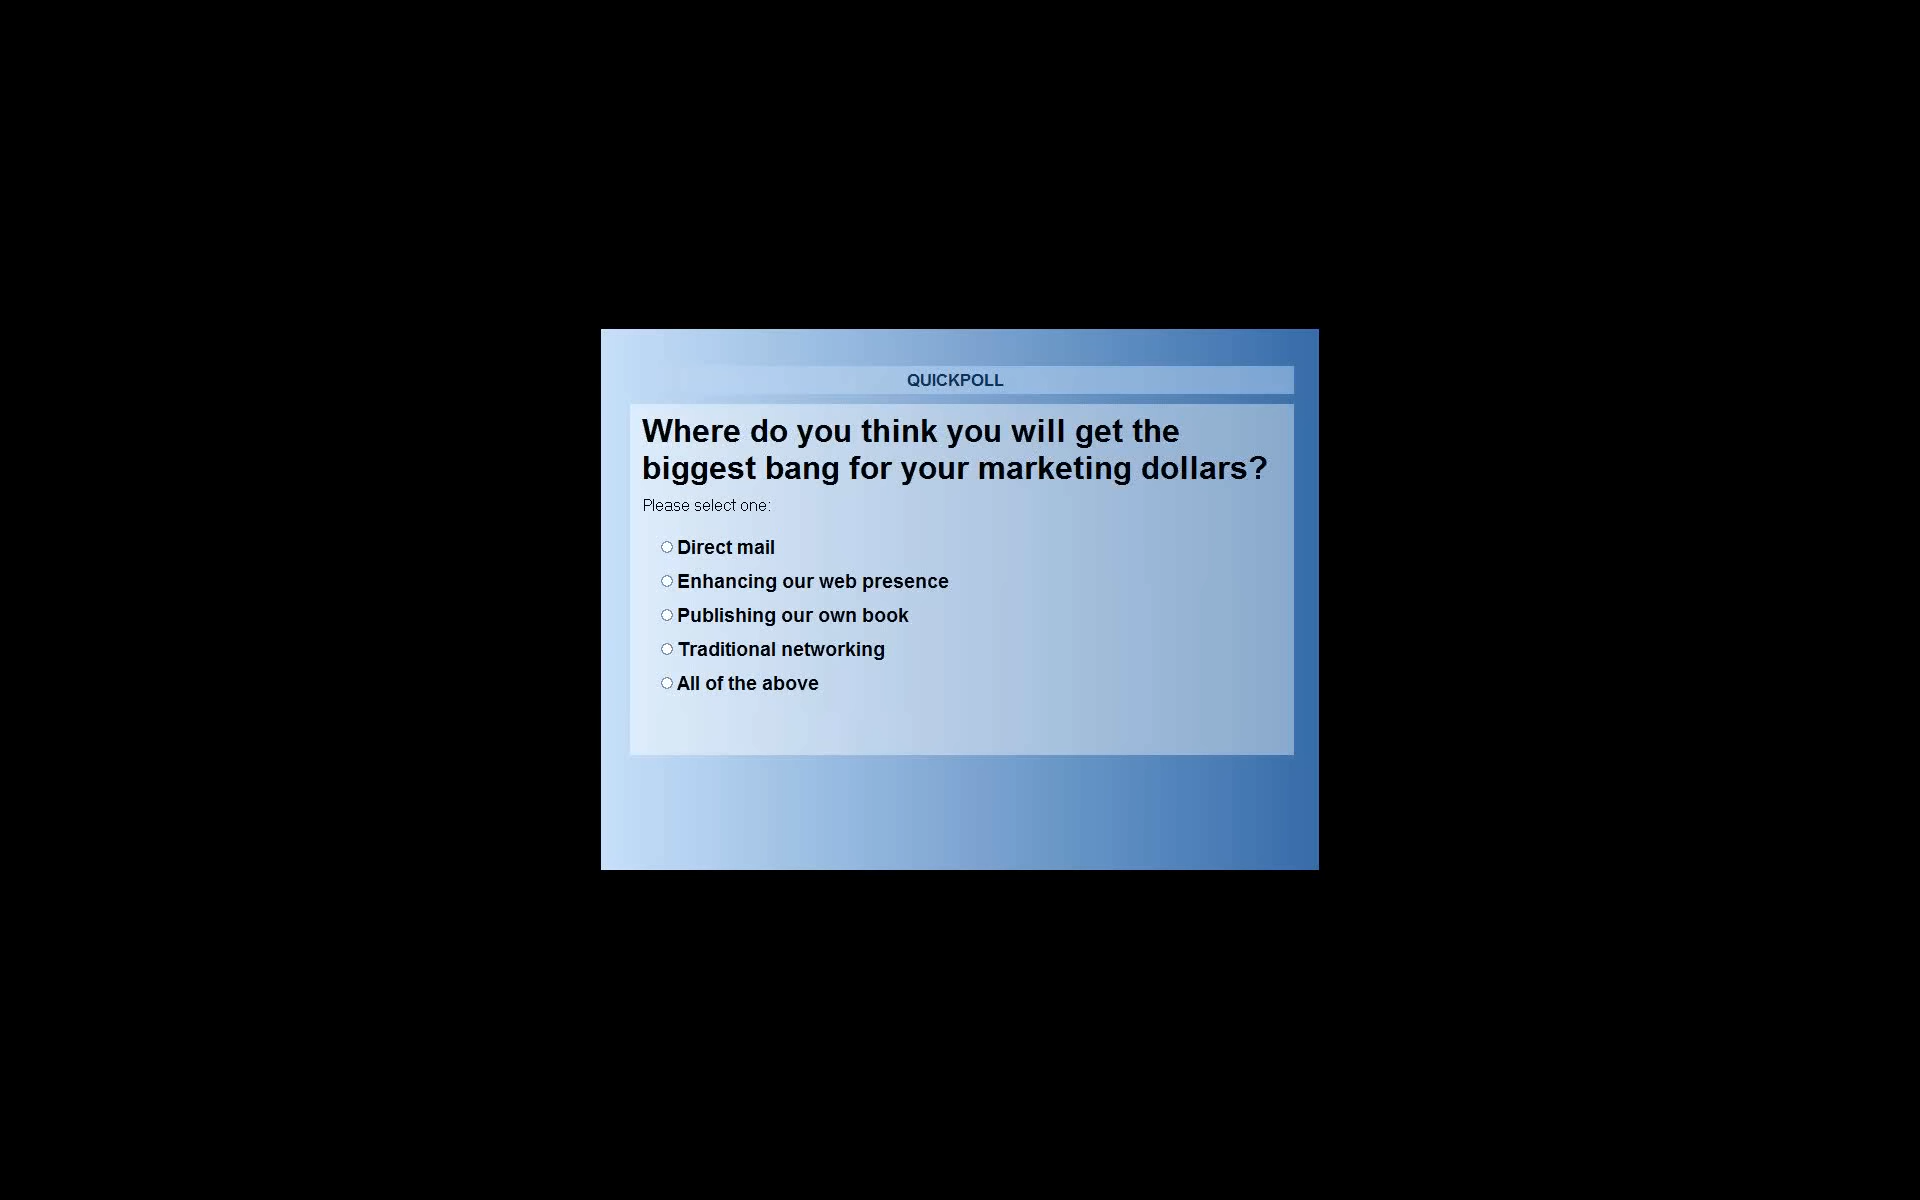 QUICKPOLL
Where do you think you will get the
biggest bang for your marketing dollars?
Please select one:
Direct mail
Enhancing our web presence
Publishing our own book
Traditional networking
All of the above